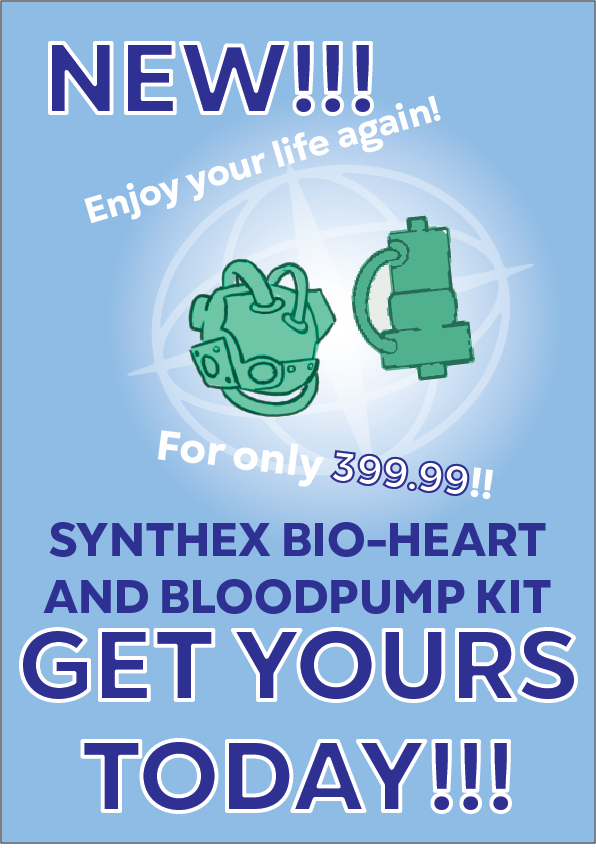 NEW!!!
Enjoy your life again!
For only 399.99!!
SYNTHEX BIO-HEART
AND BLOODPUMP KIT
GET YOURS
TODAY!!!